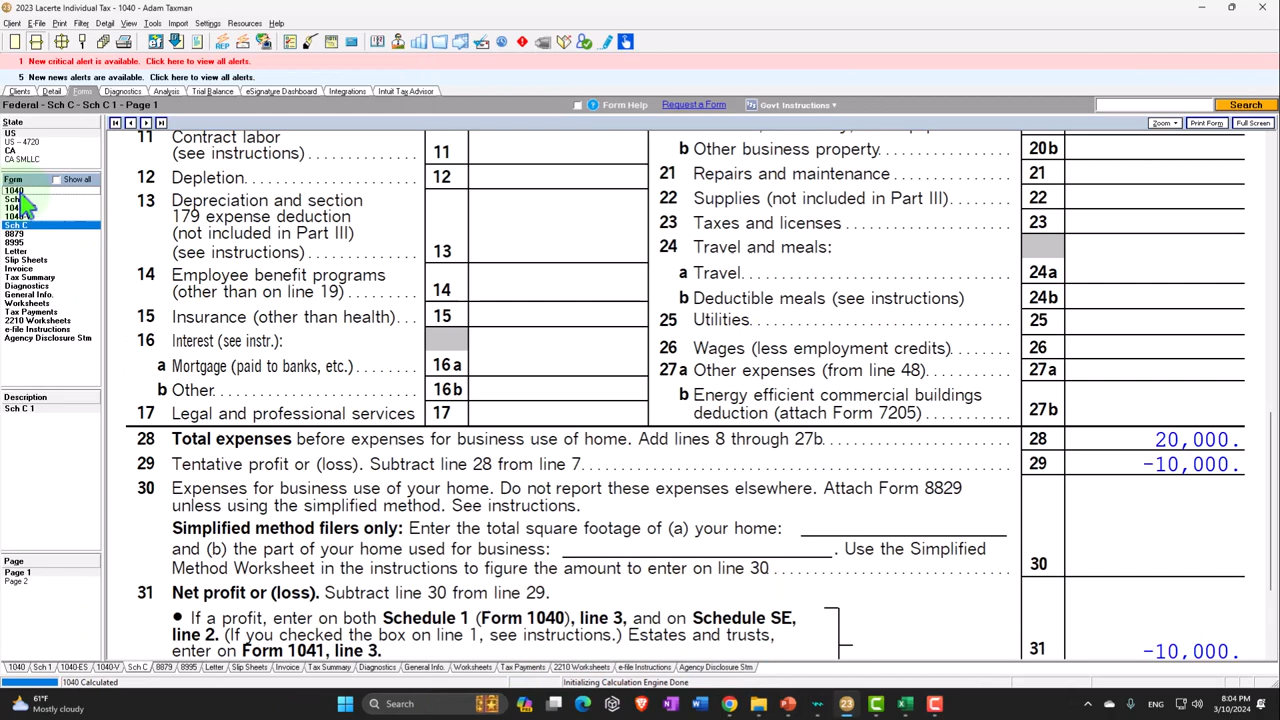 2023 Lacerte Individual Tax - 1040 - Adam Taxman
Client E-File Print Filter Detail View Tools Import Settings Resources Help
1 New critical alert is available. Click here to view all alerts.
5 New news alerts are available. Click here to view all alerts.
Clients Detail Forms Diagnostics Analysis Trial Balance eSignature Dashboard Integrations Intuit Tax Advisor
Federal - Sch C - Sch C 1 - Page 1
Form Help Request a Form Govt Instructions Search
Zoom Print Form Full Screen
State
US
US - 4720
CA
CA SMLLC
Form Show all
1040
Sch
104
1040
Sch C
8879
8995
Letter
Slip Sheets
Invoice
Tax Summary
Diagnostics
General Info.
Worksheets
Tax Payments
2210 Worksheets
e-file Instructions
Agency Disclosure Stm
Description
Sch C 1
Page
Page 1
Page 2
11 Contract labor
(see instructions) 11
12 Depletion 12
13 Depreciation and section
179 expense deduction
(not included in Part III)
(see instructions) 13
14 Employee benefit programs
(other than on line 19) 14
15 Insurance (other than health) 15
16 Interest (see instr.):
a Mortgage (paid to banks, etc.) 16a
b Other 16b
17 Legal and professional services 17
b Other business property 20b
21 Repairs and maintenance 21
22 Supplies (not included in Part III) 22
23 Taxes and licenses 23
24 Travel and meals:
a Travel 24a
b Deductible meals (see instructions) 24b
25 Utilities 25
26 Wages (less employment credits) 26
27a Other expenses (from line 48) 27a
b Energy efficient commercial buildings
deduction (attach Form 7205) 27b
28 Total expenses before expenses for business use of home. Add lines 8 through 27b 28 20,000.
29 Tentative profit or (loss). Subtract line 28 from line 7 29 -10,000.
30 Expenses for business use of your home. Do not report these expenses elsewhere. Attach Form 8829
unless using the simplified method. See instructions.
Simplified method filers only: Enter the total square footage of (a) your home:
and (b) the part of your home used for business: . Use the Simplified
Method Worksheet in the instructions to figure the amount to enter on line 30 30
31 Net profit or (loss). Subtract line 30 from line 29.
• If a profit, enter on both Schedule 1 (Form 1040), line 3, and on Schedule SE,
line 2. (If you checked the box on line 1, see instructions.) Estates and trusts,
enter on Form 1041, line 3. 31 -10,000.
1040 Sch 1 1040-ES 1040-V Sch C 8879 8995 Letter Slip Sheets Invoice Tax Summary Diagnostics General Info. Worksheets Tax Payments 2210 Worksheets e-file Instructions Agency Disclosure Stm
1040 Calculated Initializing Calculation Engine Done
61°F
Mostly cloudy
Search
ENG
8:04 PM
3/10/2024